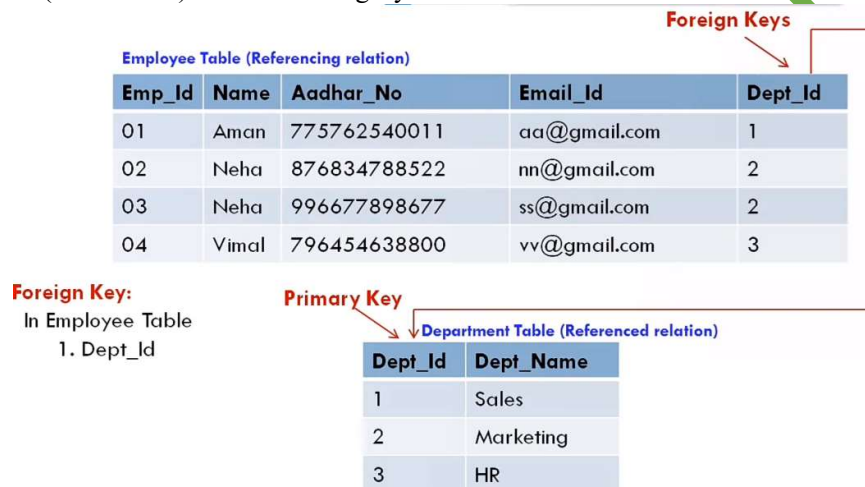 Foreign Keys
Employee Table (Referencing relation)
Emp_Id Name Aadhar_No Email_Id Dept_Id
01 Aman 775762540011 aa@gmail.com 1
02 Neha 876834788522 nn@gmail.com 2
03 Neha 996677898677 ss@gmail.com 2
04 Vimal 796454638800 vv@gmail.com 3
Foreign Key:
In Employee Table
1. Dept_Id
Primary Key
Department Table (Referenced relation)
Dept_Id Dept_Name
1 Sales
2 Marketing
3 HR